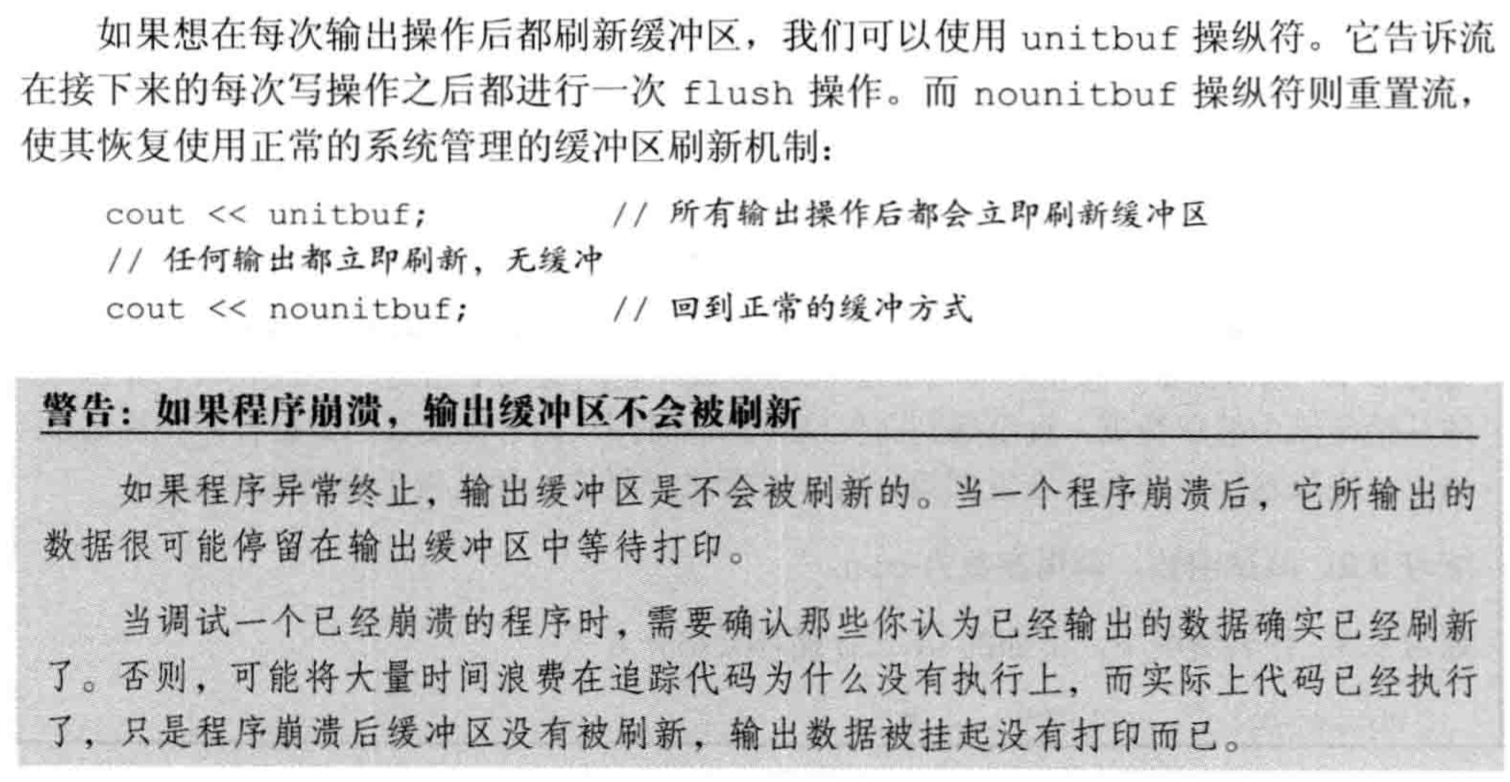 如果想在每次输出操作后都刷新缓冲区，我们可以使用 unitbuf 操纵符。它告诉流
在接下来的每次写操作之后都进行一次 flush 操作。而 nounitbuf 操纵符则重置流，
使其恢复使用正常的系统管理的缓冲区刷新机制：
cout << unitbuf; // 所有输出操作后都会立即刷新缓冲区
// 任何输出都立即刷新，无缓冲
cout << nounitbuf; // 回到正常的缓冲方式
警告：如果程序崩溃，输出缓冲区不会被刷新
如果程序异常终止，输出缓冲区是不会被刷新的。当一个程序崩溃后，它所输出的
数据很可能停留在输出缓冲区中等待打印。
当调试一个已经崩溃的程序时，需要确认那些你认为已经输出的数据确实已经刷新
了。否则，可能将大量时间浪费在追踪代码为什么没有执行上，而实际上代码已经执行
了，只是程序崩溃后缓冲区没有被刷新，输出数据被挂起没有打印而已。